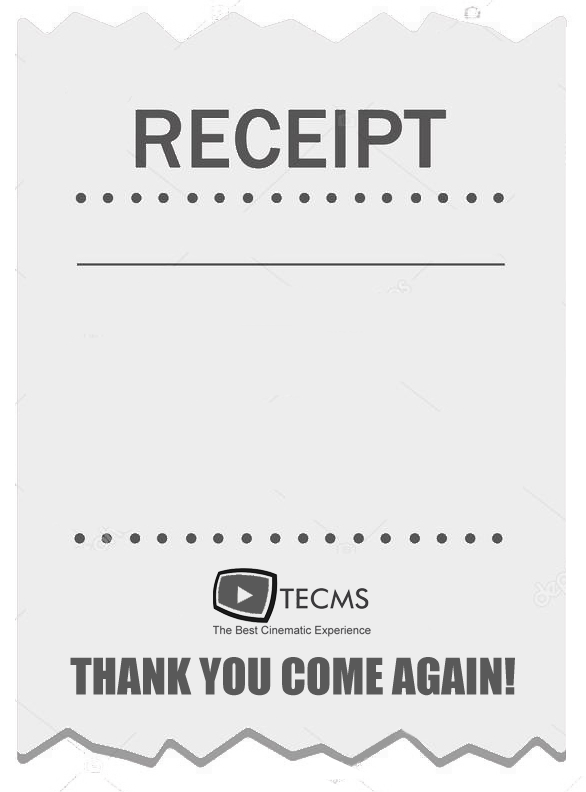 RECEIPT
TECMS
The Best Cinematic Experience
THANK YOU COME AGAIN!